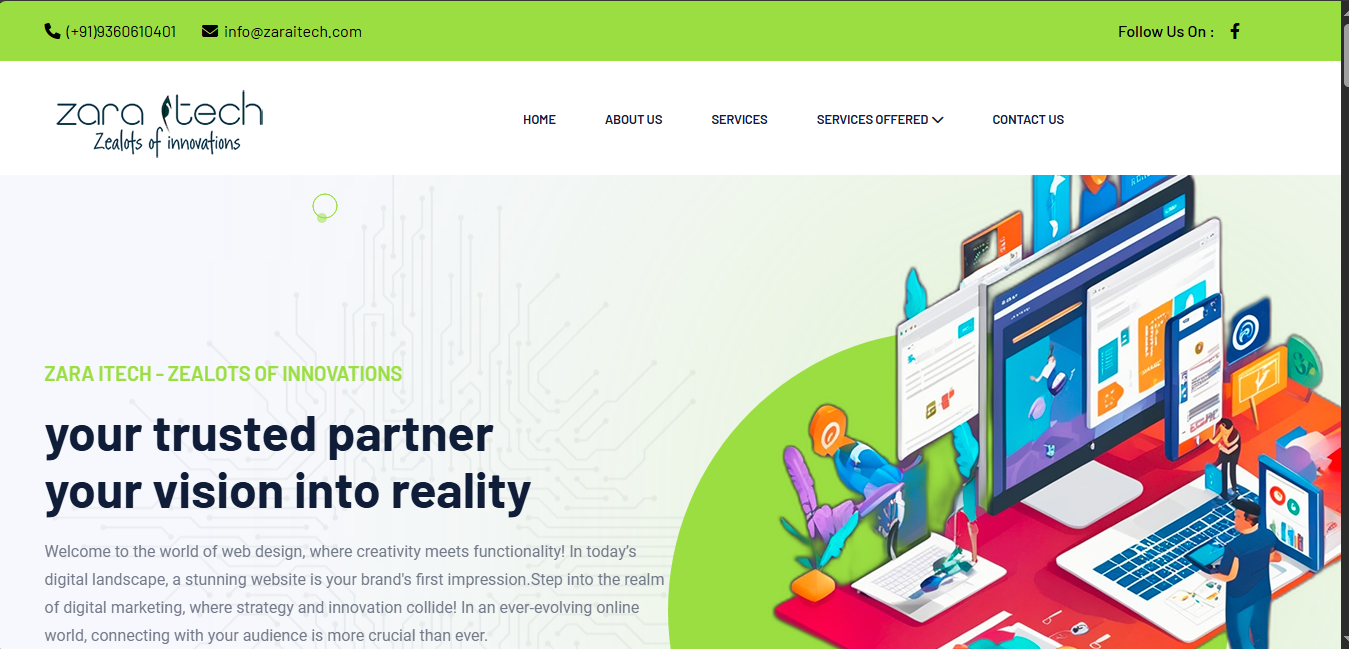 (+91)9360610401 info@zaraitech.com Follow Us On :
zara itech
Zealots of innovations
HOME ABOUT US SERVICES SERVICES OFFERED CONTACT US
ZARA ITECH - ZEALOTS OF INNOVATIONS
your trusted partner
your vision into reality
Welcome to the world of web design, where creativity meets functionality! In today's
digital landscape, a stunning website is your brand's first impression.Step into the realm
of digital marketing, where strategy and innovation collide! In an ever-evolving online
world, connecting with your audience is more crucial than ever.